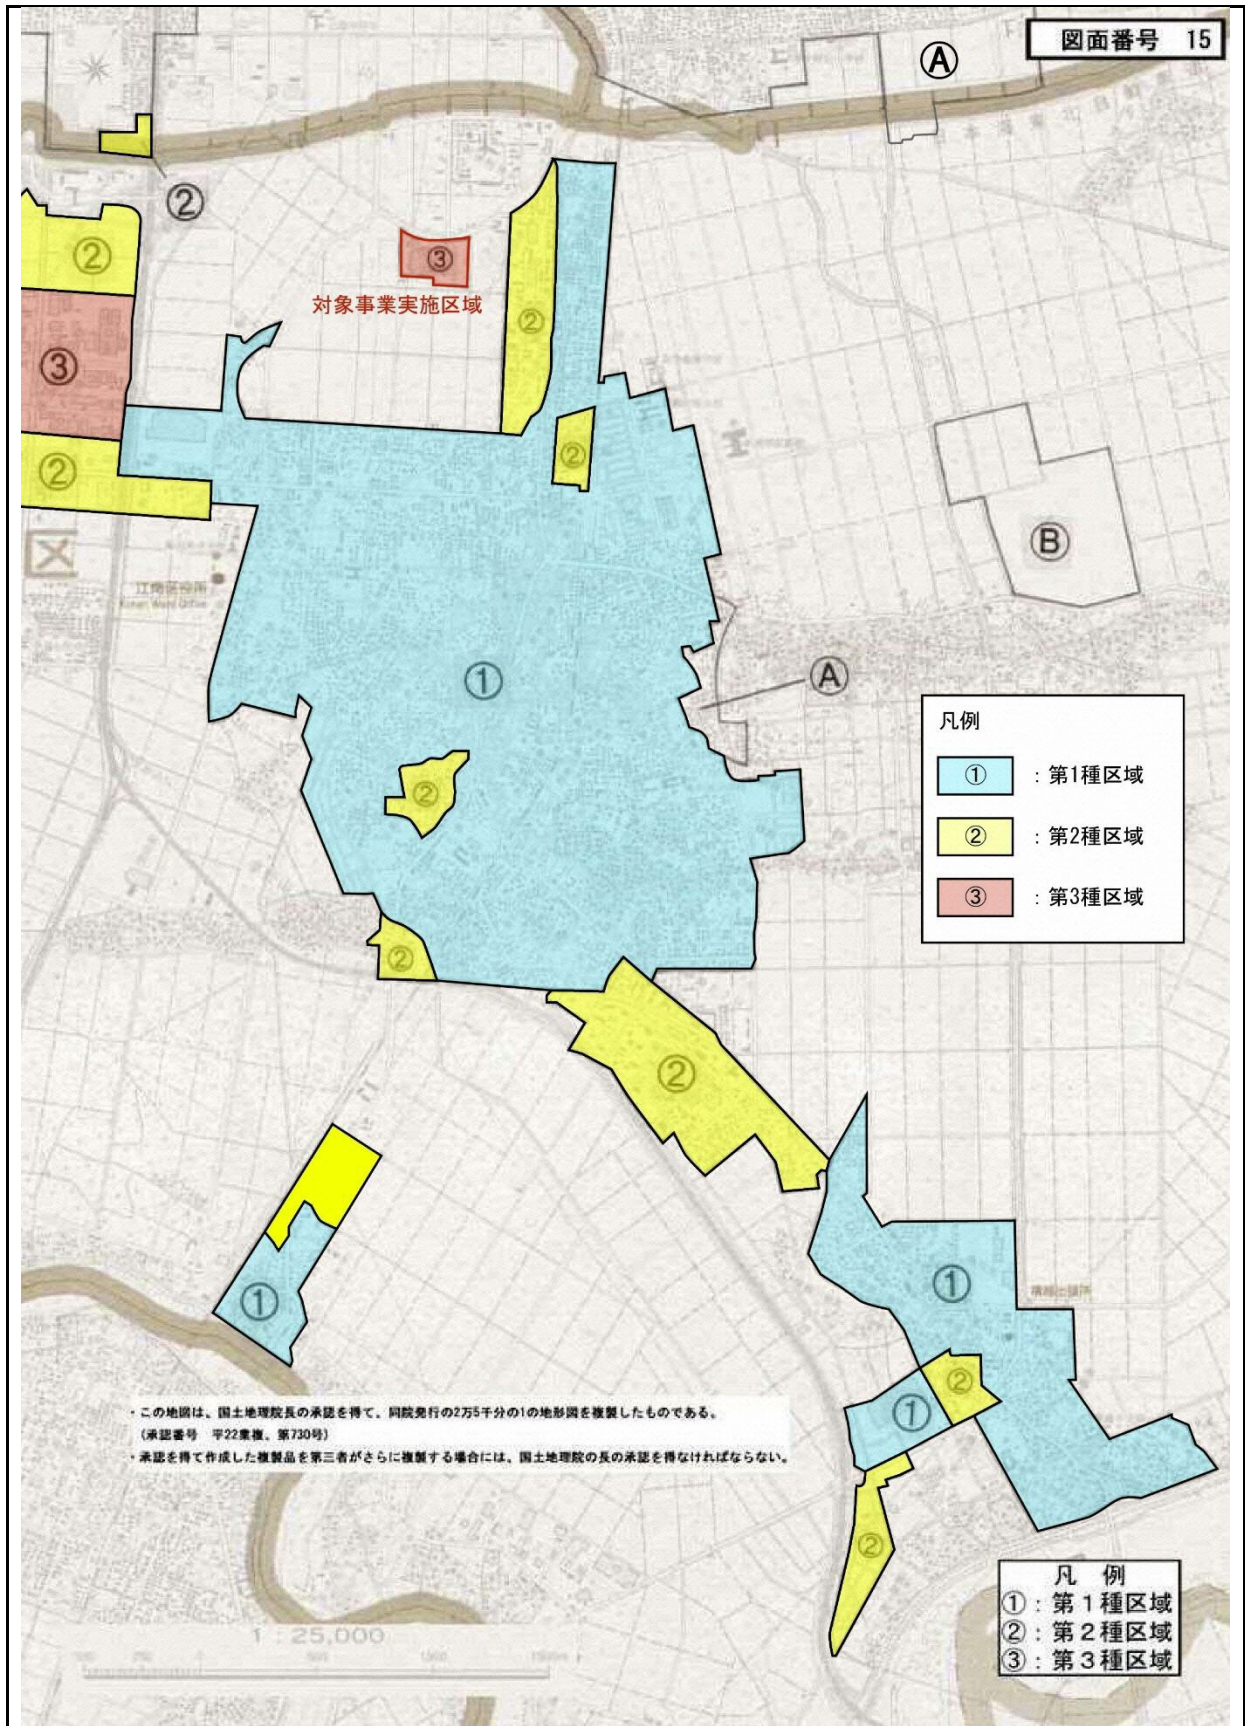 図面番号 15
Ⓐ
②
②
③
対象事業実施区域
②
③
②
②
Ⓑ
江南区役所
Konan Ward Office
①
Ⓐ
凡例
① : 第1種区域
② : 第2種区域
③ : 第3種区域
②
②
②
①
①
横越出張所
②
①
・この地図は、国土地理院長の承認を得て、同院発行の2万5千分の1の地形図を複製したものである。
(承認番号 平22業複、第730号)
・承認を得て作成した複製品を第三者がさらに複製する場合には、国土地理院の長の承認を得なければならない。
②
凡 例
①: 第1種区域
②: 第2種区域
③: 第3種区域
1 : 25,000